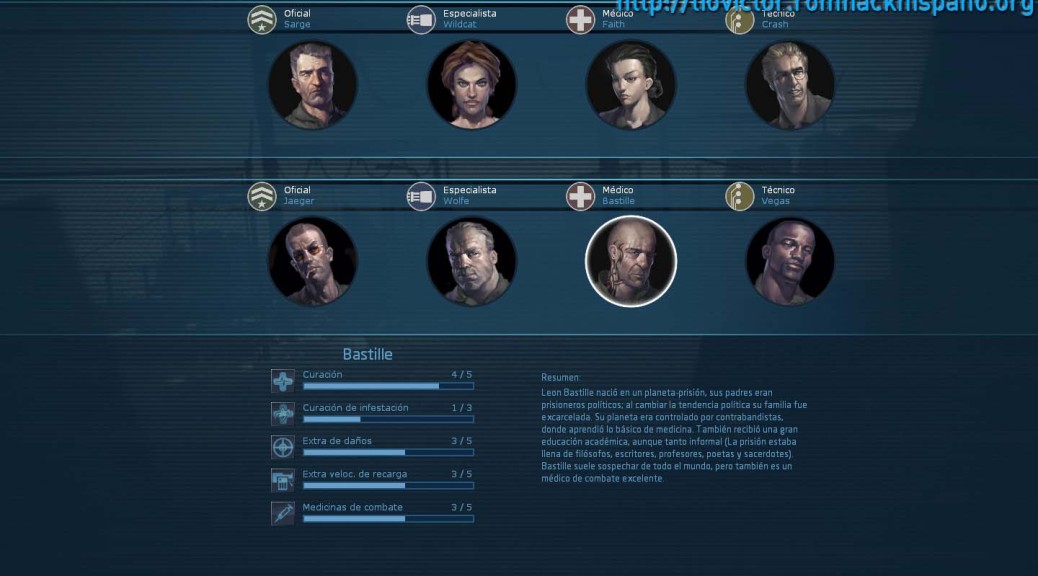 http://tiovictor.romhackhispano.org
Oficial
Sarge
Especialista
Wildcat
Médico
Faith
Técnico
Crash
Oficial
Jaeger
Especialista
Wolfe
Médico
Bastille
Técnico
Vegas
Bastille
Curación 4 / 5
Curación de infestación 1 / 3
Extra de daños 3 / 5
Extra veloc. de recarga 3 / 5
Medicinas de combate 3 / 5
Resumen:
Leon Bastille nació en un planeta-prisión, sus padres eran
prisioneros políticos; al cambiar la tendencia política su familia fue
excarcelada. Su planeta era controlado por contrabandistas,
donde aprendió lo básico de medicina. También recibió una gran
educación académica, aunque tanto informal (La prisión estaba
llena de filósofos, escritores, profesores, poetas y sacerdotes).
Bastille suele sospechar de todo el mundo, pero también es un
médico de combate excelente.